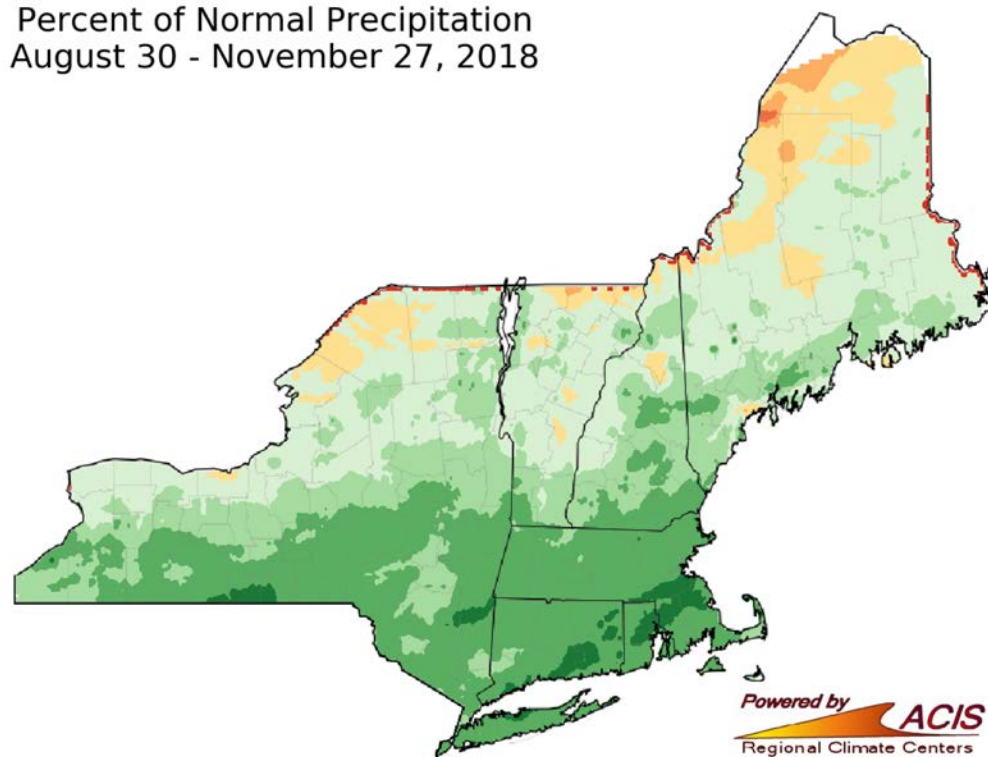 Percent of Normal Precipitation
August 30 - November 27, 2018
Powered by
ACIS
Regional Climate Centers